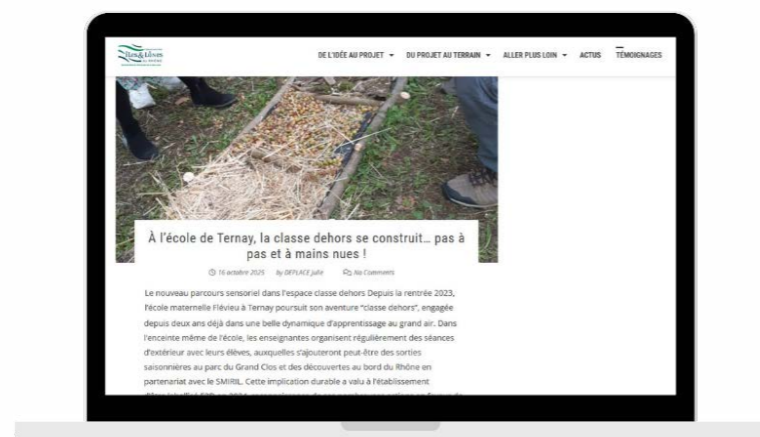 Îles & Lônes
DU RHÔNE
DE L'IDÉE AU PROJET
DU PROJET AU TERRAIN
ALLER PLUS LOIN
ACTUS
TÉMOIGNAGES
À l'école de Ternay, la classe dehors se construit… pas à
pas et à mains nues !
16 octobre 2025 by DEPLACE Julie No Comments
Le nouveau parcours sensoriel dans l'espace classe dehors Depuis la rentrée 2023,
l'école maternelle Flévieu à Ternay poursuit son aventure "classe dehors", engagée
depuis deux ans déjà dans une belle dynamique d'apprentissage au grand air. Dans
l'enceinte même de l'école, les enseignantes organisent régulièrement des séances
d'extérieur avec leurs élèves, auxquelles s'ajouteront peut-être des sorties
saisonnières au parc du Grand Clos et des découvertes au bord du Rhône en
partenariat avec le SMIRIL. Cette implication durable a valu à l'établissement